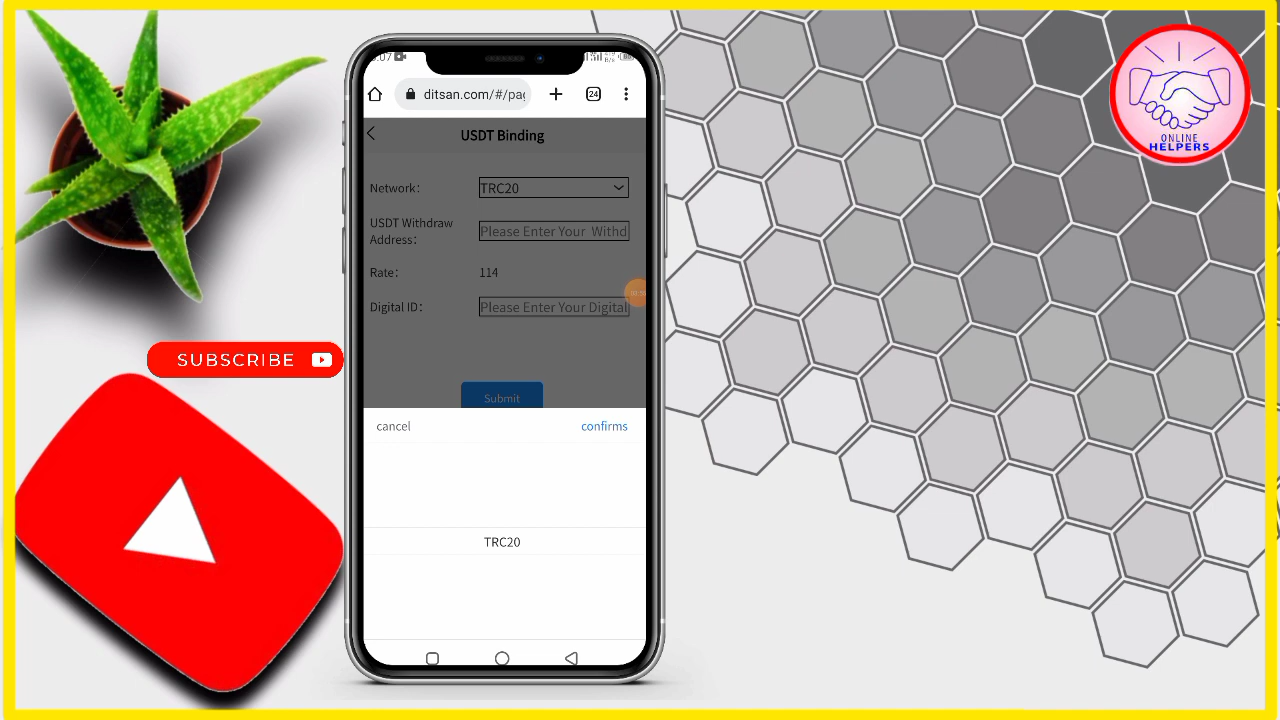 ditsan.com/#/pag
24
USDT Binding
Network:
TRC20
USDT Withdraw
Address:
Please Enter Your Withd
Rate:
114
Digital ID:
Please Enter Your Digital
Submit
cancel
confirms
TRC20
SUBSCRIBE
ONLINE
HELPERS